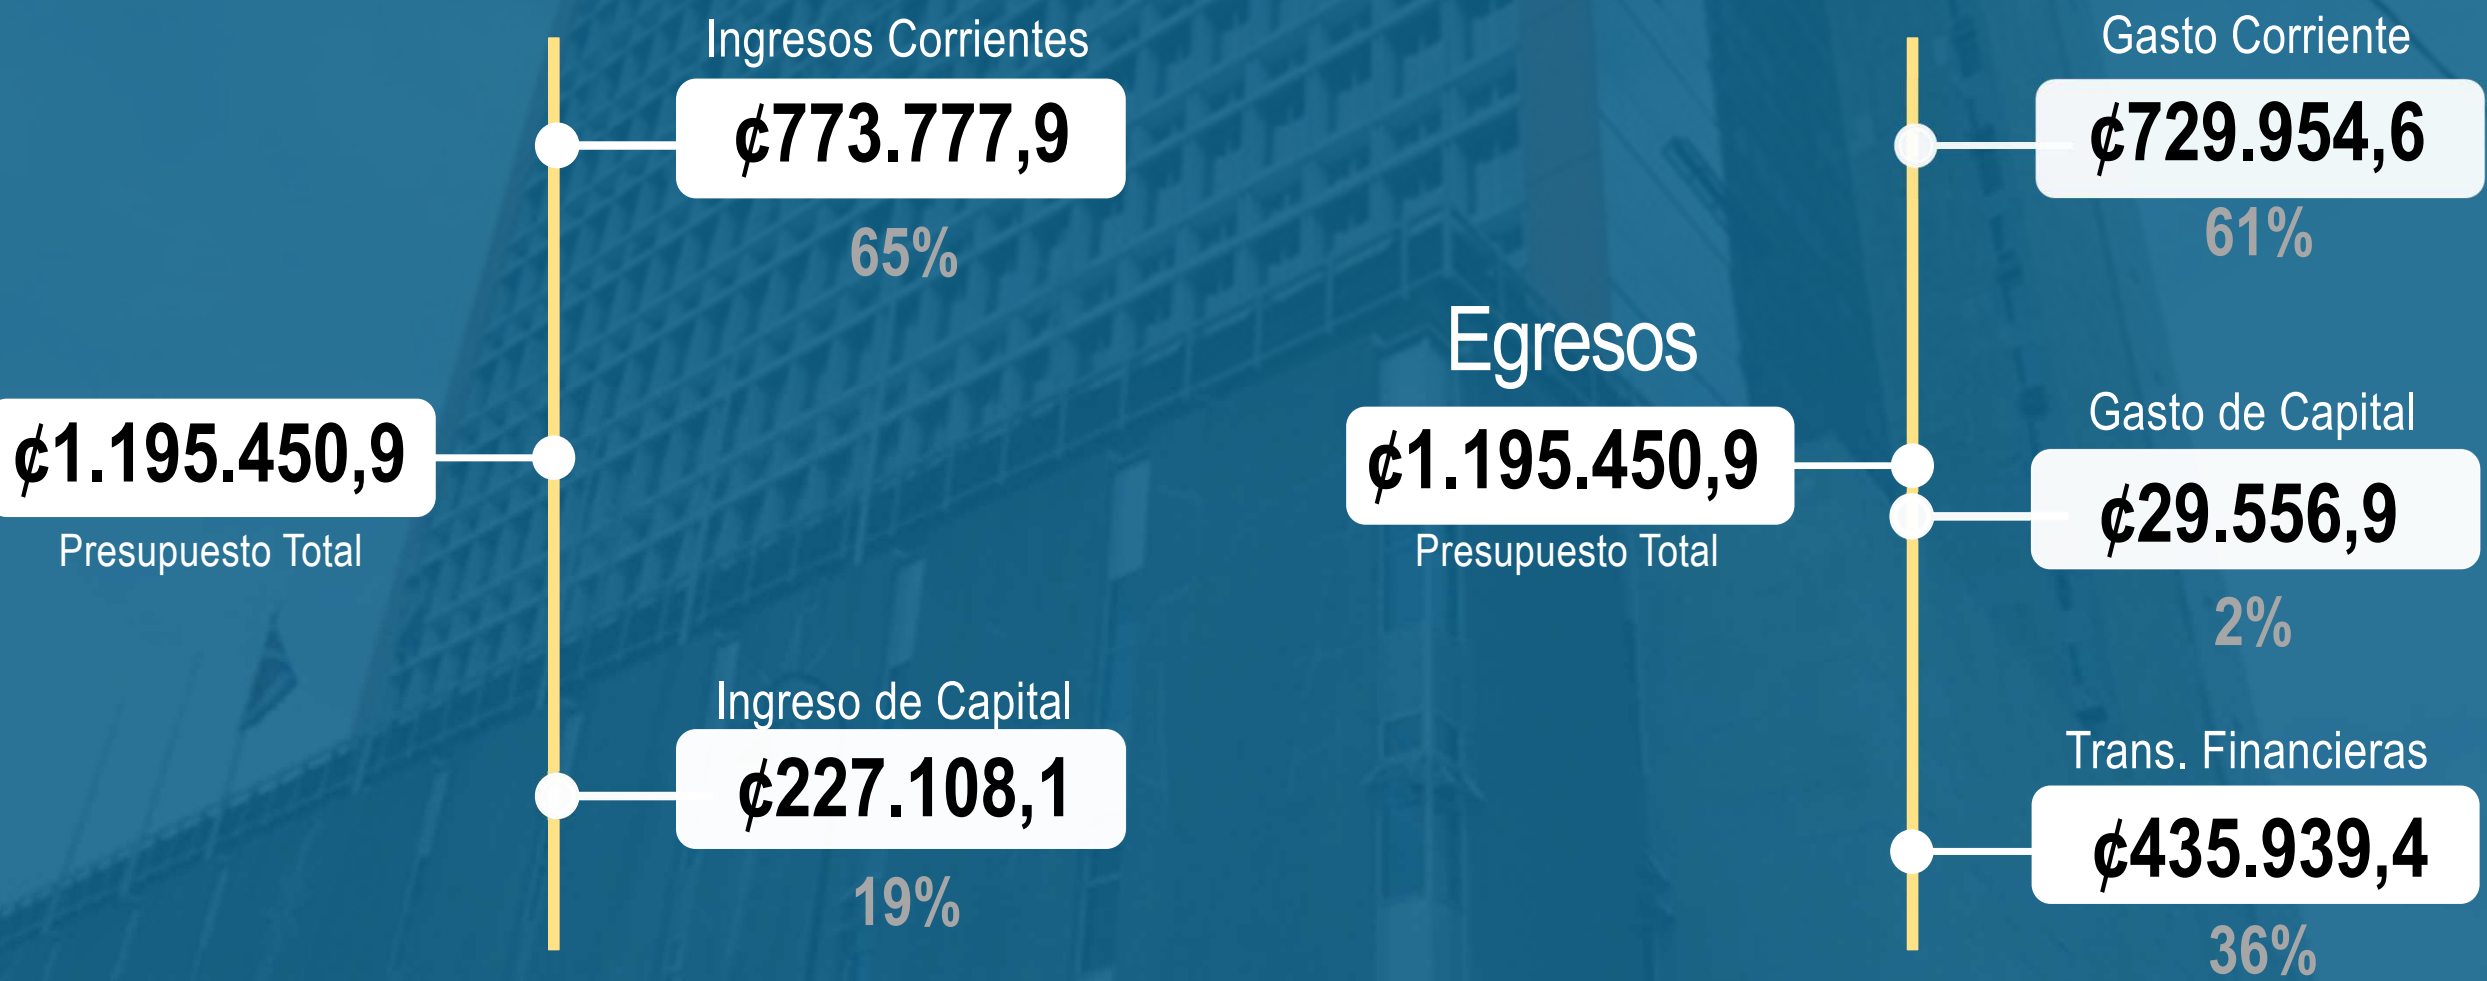 Ingresos Corrientes
₡773.777,9
65%
₡1.195.450,9
Presupuesto Total
Ingreso de Capital
₡227.108,1
19%
Egresos
₡1.195.450,9
Presupuesto Total
Gasto Corriente
₡729.954,6
61%
Gasto de Capital
₡29.556,9
2%
Trans. Financieras
₡435.939,4
36%